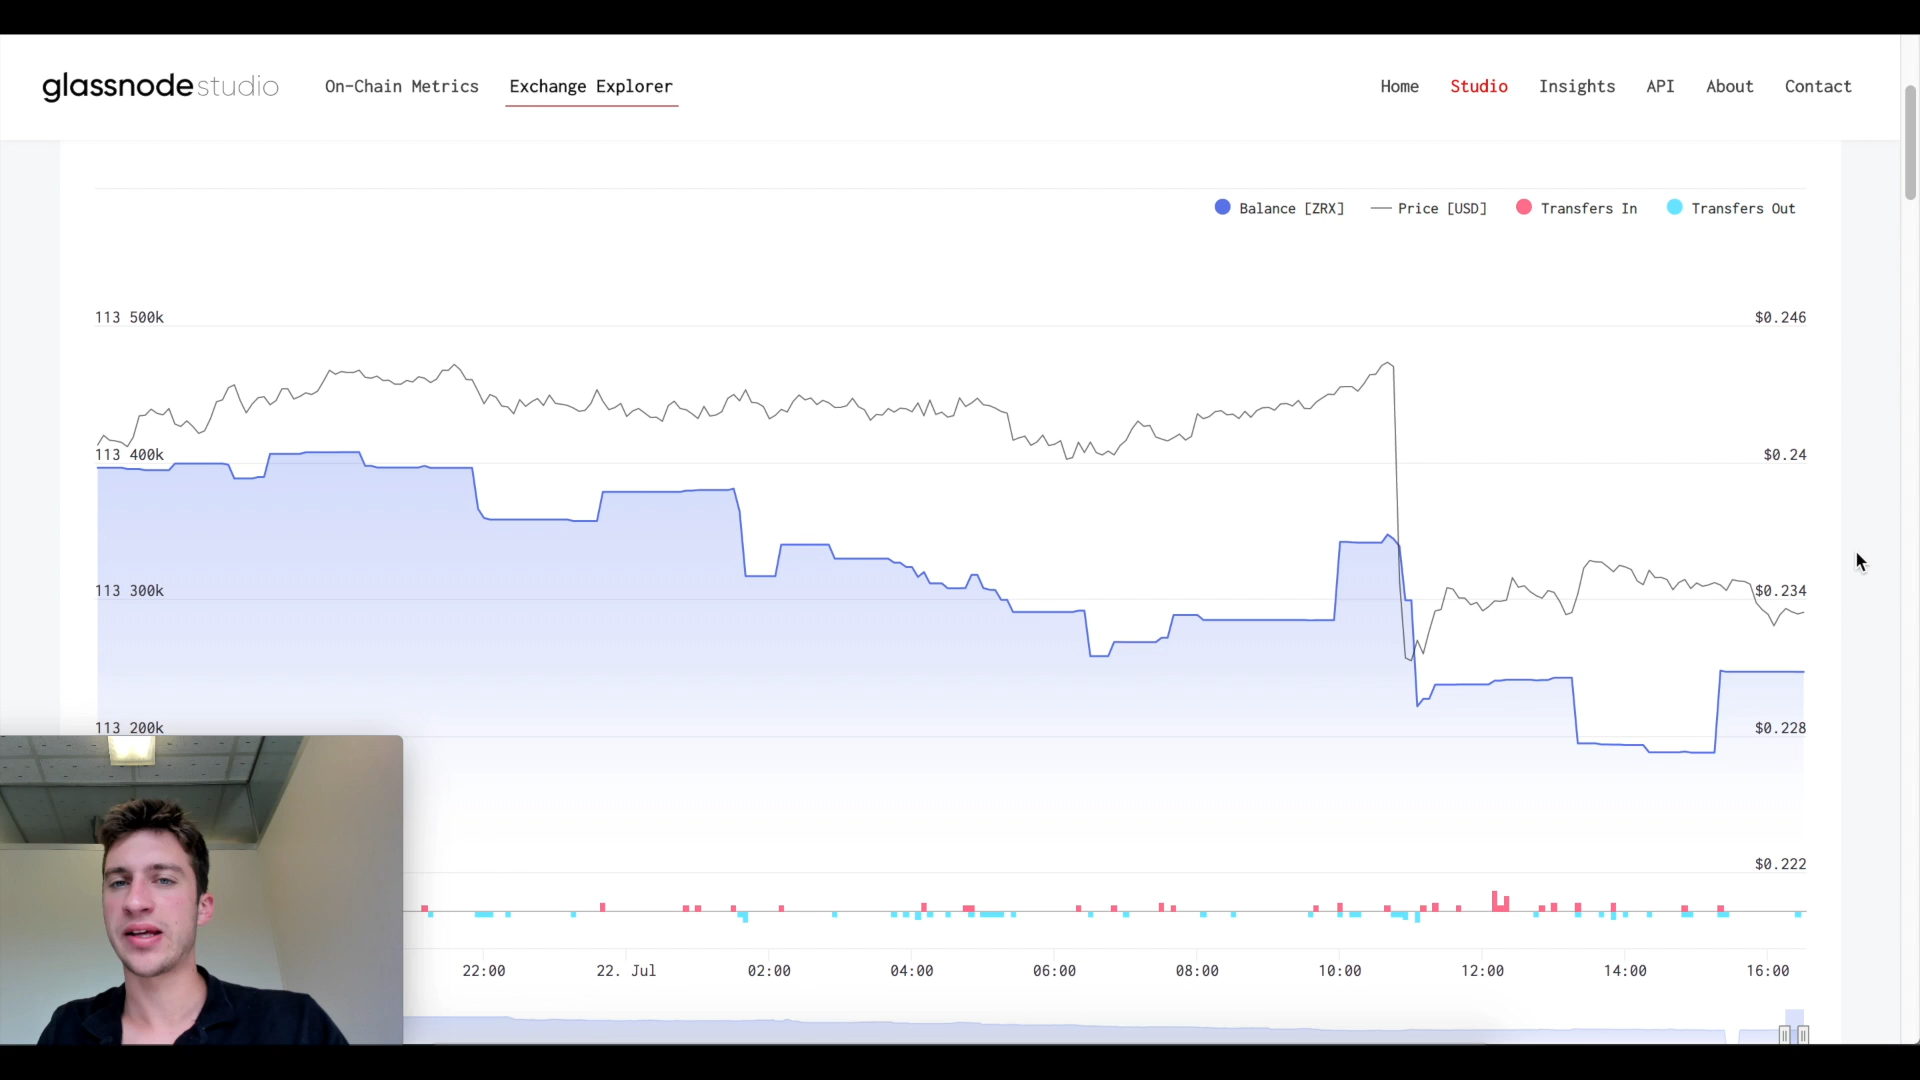 glassnodestudio On-Chain Metrics Exchange Explorer Home Studio Insights API About Contact
Balance [ZRX] Price [USD] Transfers In Transfers Out
113 500k $0.246
113 400k $0.24
113 300k $0.234
113 200k $0.228
$0.222
22:00 22. Jul 02:00 04:00 06:00 08:00 10:00 12:00 14:00 16:00